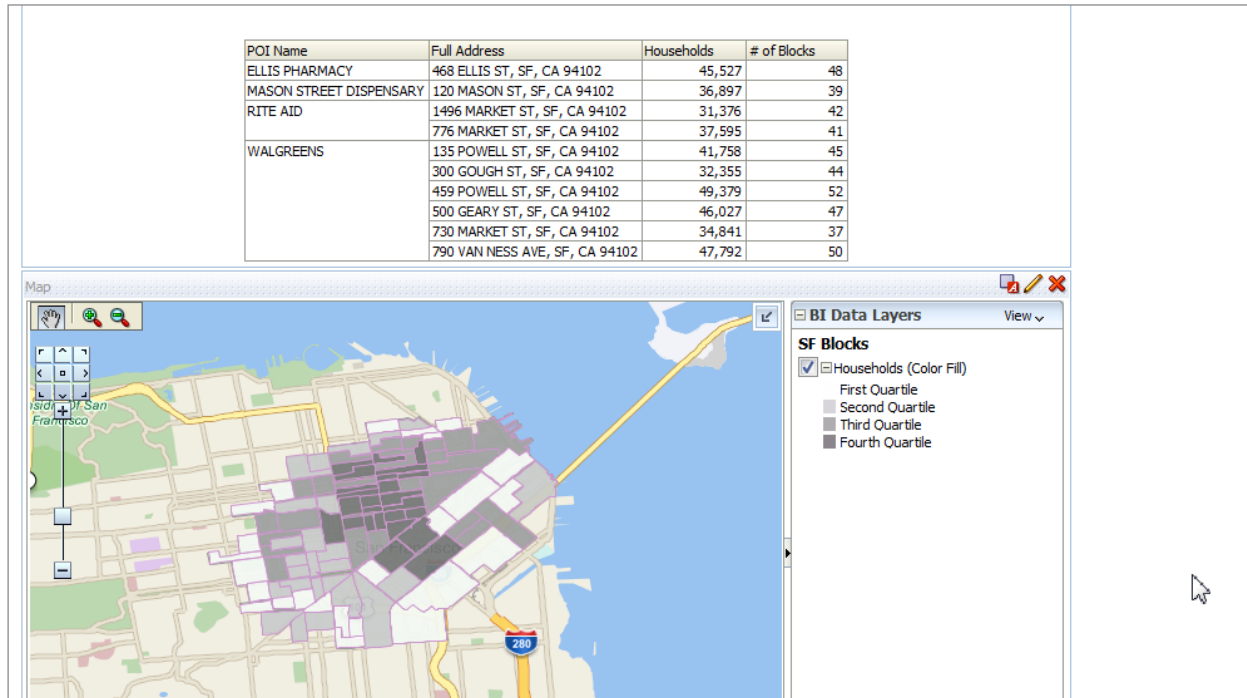 POI Name Full Address Households # of Blocks
ELLIS PHARMACY 468 ELLIS ST, SF, CA 94102 45,527 48
MASON STREET DISPENSARY 120 MASON ST, SF, CA 94102 36,897 39
RITE AID 1496 MARKET ST, SF, CA 94102 31,376 42
776 MARKET ST, SF, CA 94102 37,595 41
WALGREENS 135 POWELL ST, SF, CA 94102 41,758 45
300 GOUGH ST, SF, CA 94102 32,355 44
459 POWELL ST, SF, CA 94102 49,379 52
500 GEARY ST, SF, CA 94102 46,027 47
730 MARKET ST, SF, CA 94102 34,841 37
790 VAN NESS AVE, SF, CA 94102 47,792 50
Map
BI Data Layers View
SF Blocks
Households (Color Fill)
First Quartile
Second Quartile
Third Quartile
Fourth Quartile
of San
Francisco
San Francisco
280